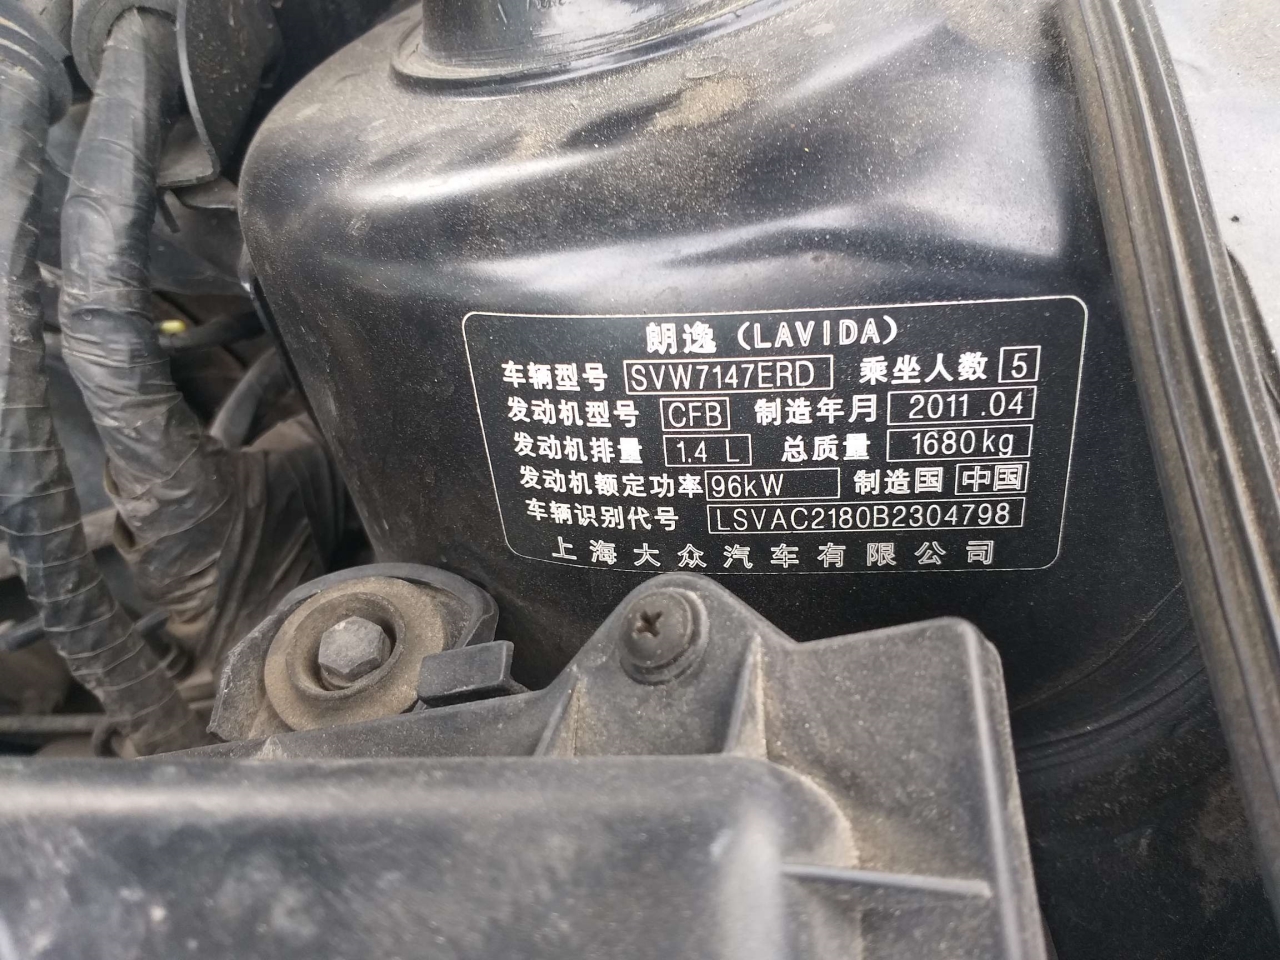 朗逸（LAVIDA）
车辆型号 SVW7147ERD 乘坐人数 5
发动机型号 CFB 制造年月 2011.04
发动机排量 1.4 L 总质量 1680kg
发动机额定功率 96kW 制造国 中国
车辆识别代号 LSVAC2180B2304798
上海大众汽车有限公司